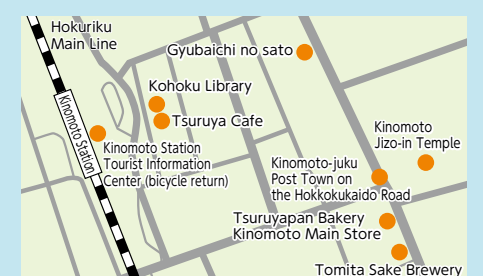 Hokuriku
Main Line
Gyubaichi no sato
Kohoku Library
Tsuruya Cafe
Kinomoto Station
Kinomoto Station
Tourist Information
Center (bicycle return)
Kinomoto
Jizo-in Temple
Kinomoto-juku
Post Town on
the Hokkokukaido Road
Tsuruyapan Bakery
Kinomoto Main Store
Tomita Sake Brewery